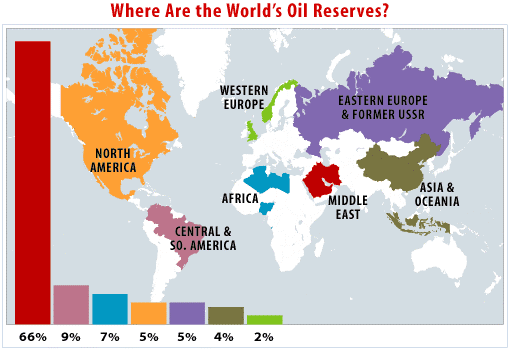 Where Are the World's Oil Reserves?
WESTERN
EUROPE
EASTERN EUROPE
& FORMER USSR
NORTH
AMERICA
AFRICA
MIDDLE
EAST
ASIA &
OCEANIA
CENTRAL &
SO. AMERICA
66% 9% 7% 5% 5% 4% 2%